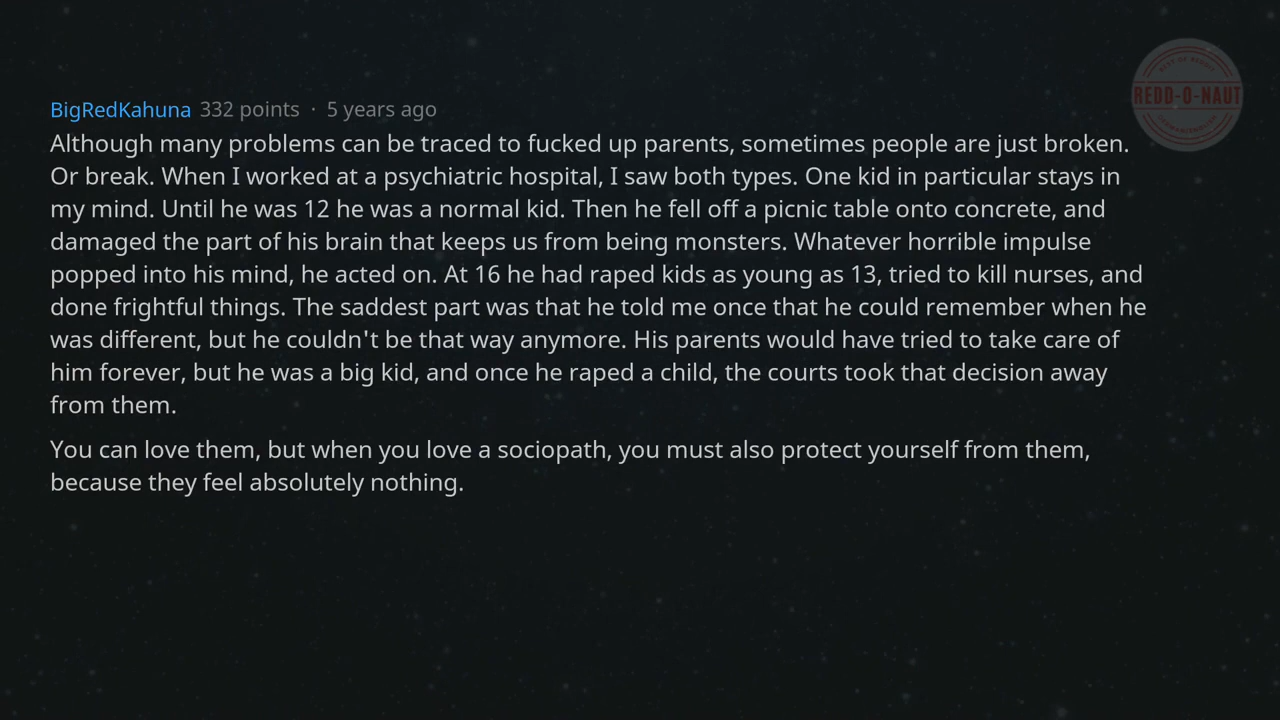 BigRedKahuna 332 points · 5 years ago
Although many problems can be traced to fucked up parents, sometimes people are just broken.
Or break. When I worked at a psychiatric hospital, I saw both types. One kid in particular stays in
my mind. Until he was 12 he was a normal kid. Then he fell off a picnic table onto concrete, and
damaged the part of his brain that keeps us from being monsters. Whatever horrible impulse
popped into his mind, he acted on. At 16 he had raped kids as young as 13, tried to kill nurses, and
done frightful things. The saddest part was that he told me once that he could remember when he
was different, but he couldn't be that way anymore. His parents would have tried to take care of
him forever, but he was a big kid, and once he raped a child, the courts took that decision away
from them.
You can love them, but when you love a sociopath, you must also protect yourself from them,
because they feel absolutely nothing.
BEST OF REDDIT
REDD-O-NAUT